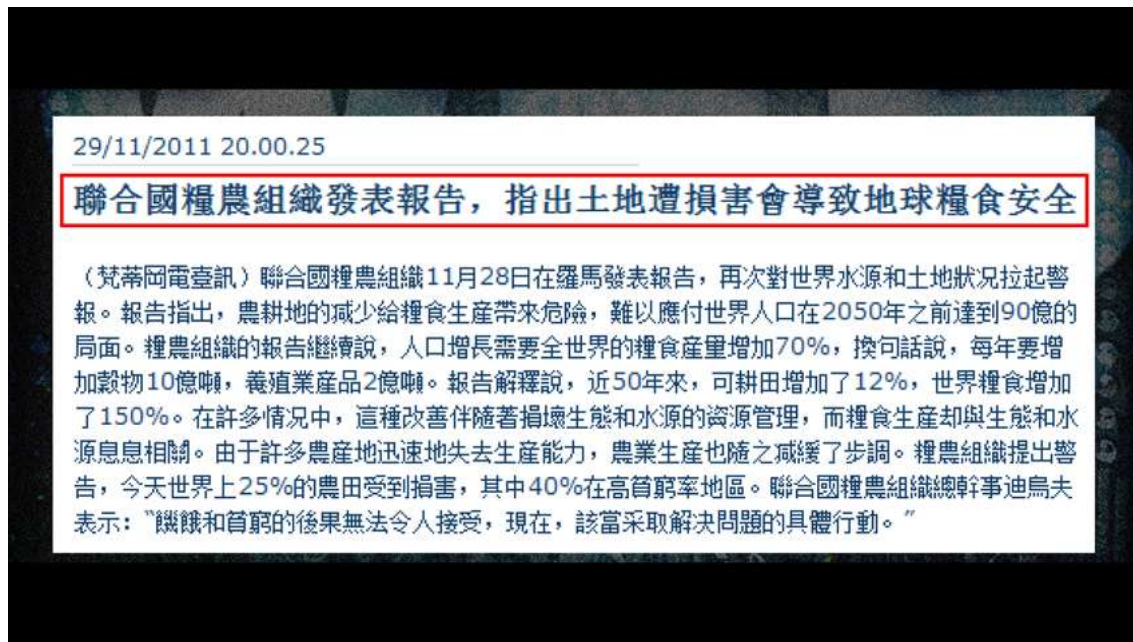 29/11/2011 20.00.25
聯合國糧農組織發表報告，指出土地遭損害會導致地球糧食安全
（梵蒂岡電臺訊）聯合國糧農組織11月28日在羅馬發表報告，再次對世界水源和土地狀况拉起警
報。報告指出，農耕地的减少給糧食生産帶來危險，難以應付世界人口在2050年之前達到90億的
局面。糧農組織的報告繼續說，人口增長需要全世界的糧食産量增加70%，換句話說，每年要增
加穀物10億噸，養殖業産品2億噸。報告解釋說，近50年來，可耕田增加了12%，世界糧食增加
了150%。在許多情况中，這種改善伴隨著損壞生態和水源的資源管理，而糧食生産却與生態和水
源息息相關。由于許多農産地迅速地失去生産能力，農業生産也隨之减緩了步調。糧農組織提出警
告，今天世界上25%的農田受到損害，其中40%在高貧窮率地區。聯合國糧農組織總幹事迪烏夫
表示：〝饑餓和貧窮的後果無法令人接受，現在，該當采取解决問題的具體行動。〞